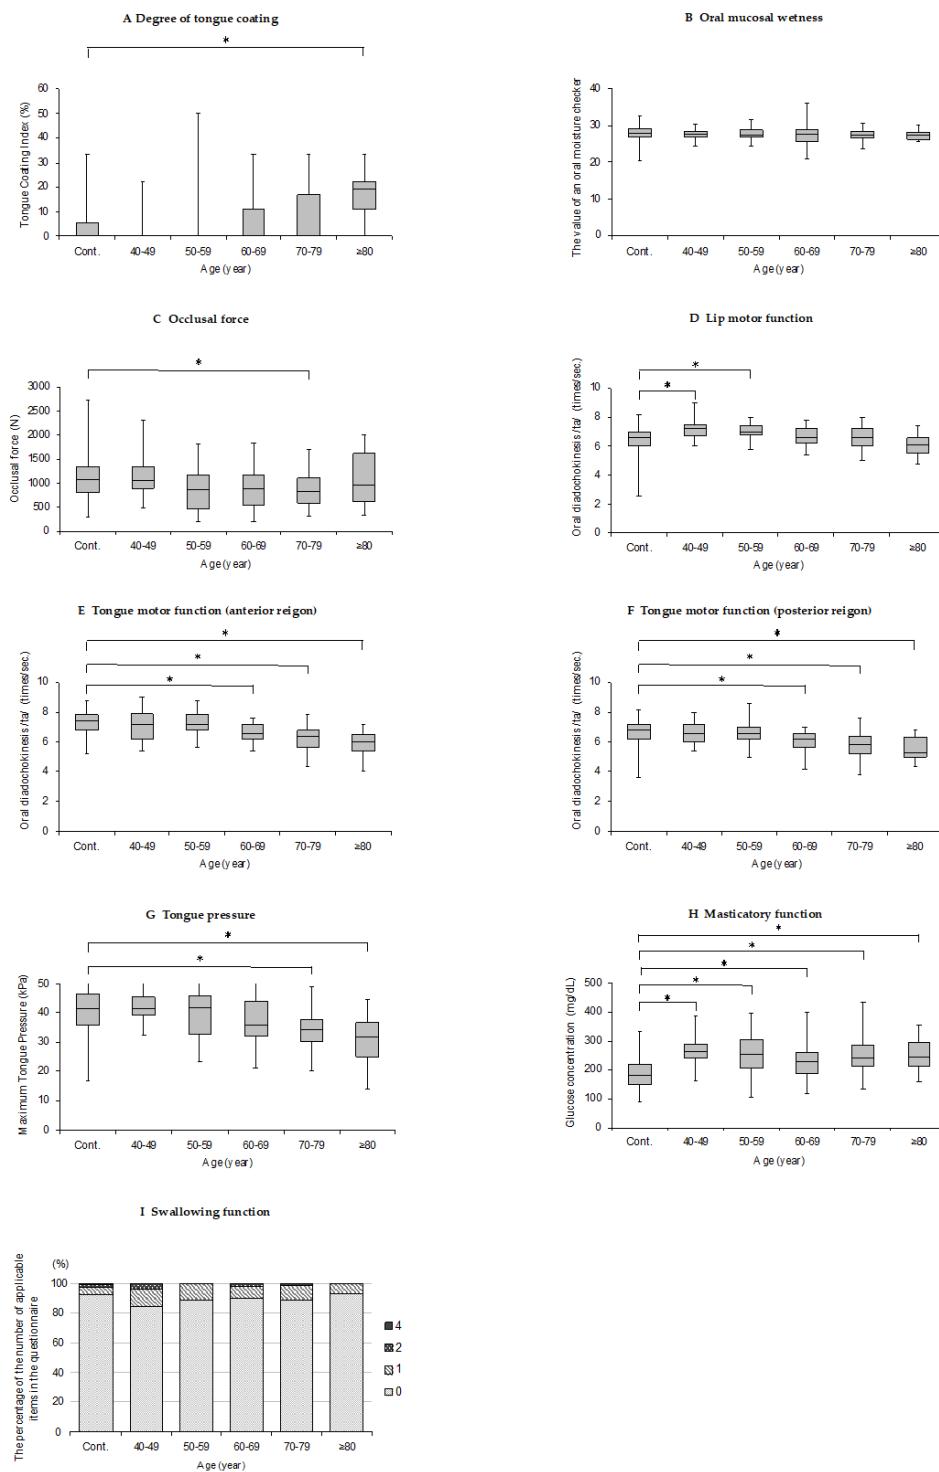 A Degree of tongue coating
*
Tongue Coating Index (%)
60
50
40
30
20
10
0
Cont. 40-49 50-59 60-69 70-79 ≥80
Age (year)
B Oral mucosal wetness
The value of an oral moisture checker
40
30
20
10
0
Cont. 40-49 50-59 60-69 70-79 ≥80
Age (year)
C Occlusal force
*
Occlusal force (N)
3000
2500
2000
1500
1000
500
0
Cont. 40-49 50-59 60-69 70-79 ≥80
Age (year)
D Lip motor function
*
*
Oral diadochokinesis /ta/ (times/sec.)
10
8
6
4
2
0
Cont. 40-49 50-59 60-69 70-79 ≥80
Age (year)
E Tongue motor function (anterior reigon)
*
*
*
Oral diadochokinesis /ta/ (times/sec.)
10
8
6
4
2
0
Cont. 40-49 50-59 60-69 70-79 ≥80
Age (year)
F Tongue motor function (posterior reigon)
*
*
*
Oral diadochokinesis /ta/ (times/sec.)
10
8
6
4
2
0
Cont. 40-49 50-59 60-69 70-79 ≥80
Age (year)
G Tongue pressure
*
*
Maximum Tongue Pressure (kPa)
50
40
30
20
10
0
Cont. 40-49 50-59 60-69 70-79 ≥80
Age (year)
H Masticatory function
*
*
*
*
*
Glucose concentration (mg/dL)
500
400
300
200
100
0
Cont. 40-49 50-59 60-69 70-79 ≥80
Age (year)
I Swallowing function
The percentage of the number of applicable
items in the questionnaire
(%)
100
80
60
40
20
0
Cont. 40-49 50-59 60-69 70-79 ≥80
Age (year)
4
2
1
0